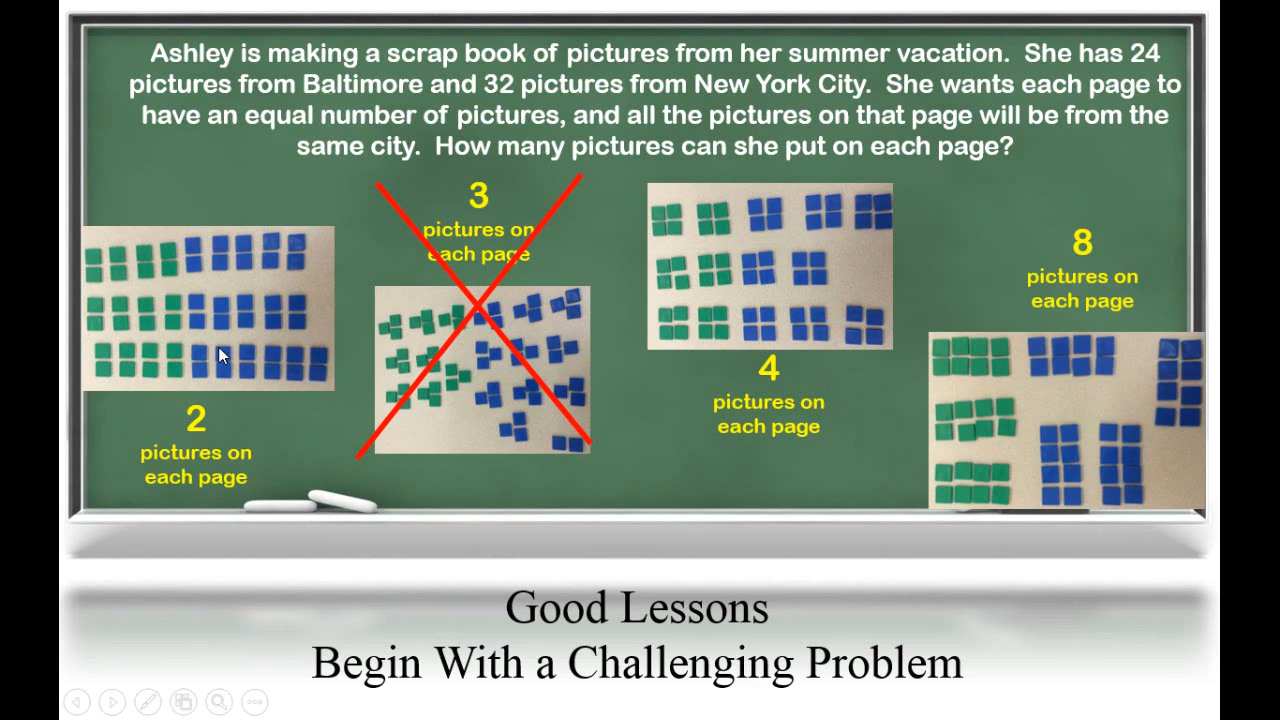 Ashley is making a scrap book of pictures from her summer vacation. She has 24
pictures from Baltimore and 32 pictures from New York City. She wants each page to
have an equal number of pictures, and all the pictures on that page will be from the
same city. How many pictures can she put on each page?
2
pictures on
each page
3
pictures on
each page
4
pictures on
each page
8
pictures on
each page
Good Lessons
Begin With a Challenging Problem